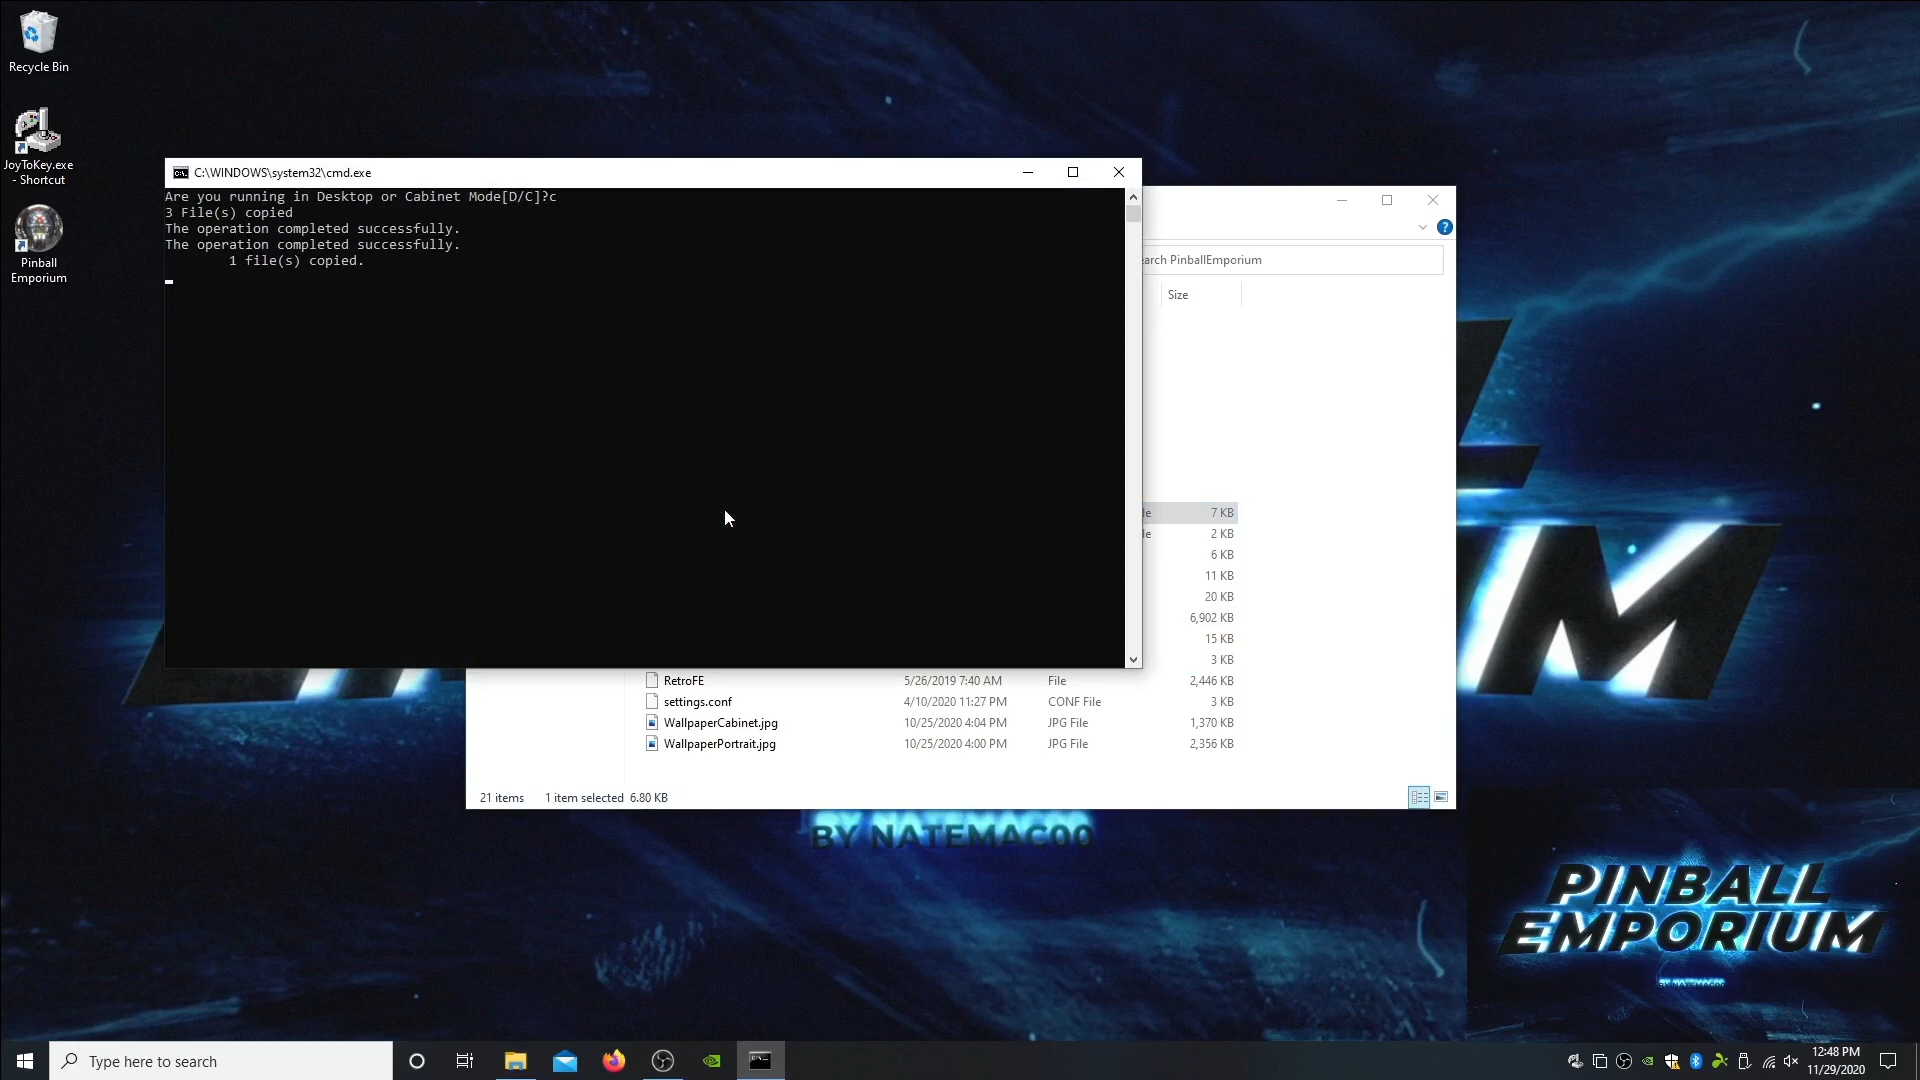 Recycle Bin
JoyToKey.exe
- Shortcut
Pinball
Emporium
C:\WINDOWS\system32\cmd.exe
Are you running in Desktop or Cabinet Mode[D/C]?c
3 File(s) copied
The operation completed successfully.
The operation completed successfully.
1 file(s) copied.
earch PinballEmporium
Size
le 7 KB
le 2 KB
6 KB
11 KB
20 KB
6,902 KB
15 KB
3 KB
RetroFE 5/26/2019 7:40 AM File 2,446 KB
settings.conf 4/10/2020 11:27 PM CONF File 3 KB
WallpaperCabinet.jpg 10/25/2020 4:04 PM JPG File 1,370 KB
WallpaperPortrait.jpg 10/25/2020 4:00 PM JPG File 2,356 KB
21 items 1 item selected 6.80 KB
BY NATEMAC00
PINBALL
EMPORIUM
BY NATEMAC00
Type here to search
12:48 PM
11/29/2020